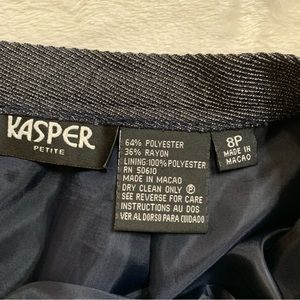 KASPER
PETITE
64% POLYESTER
36% RAYON
LINING:100% POLYESTER
RN 50610
MADE IN MACAO
DRY CLEAN ONLY Ⓟ
SEE REVERSE FOR CARE
INSTRUCTIONS AU DOS
VER AL DORSO PARA CUIDADO
8P
MADE IN
MACAO